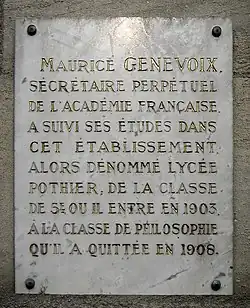 MAURICE GENEVOIX,
SECRÉTAIRE PERPÉTUEL
DE L'ACADÉMIE FRANÇAISE,
A SUIVI SES ÉTUDES DANS
CET ÉTABLISSEMENT,
ALORS DÉNOMMÉ LYCÉE
POTHIER, DE LA CLASSE
DE 5E OU IL ENTRE EN 1903,
À LA CLASSE DE PHILOSOPHIE
QU'IL A QUITTÉE EN 1908.